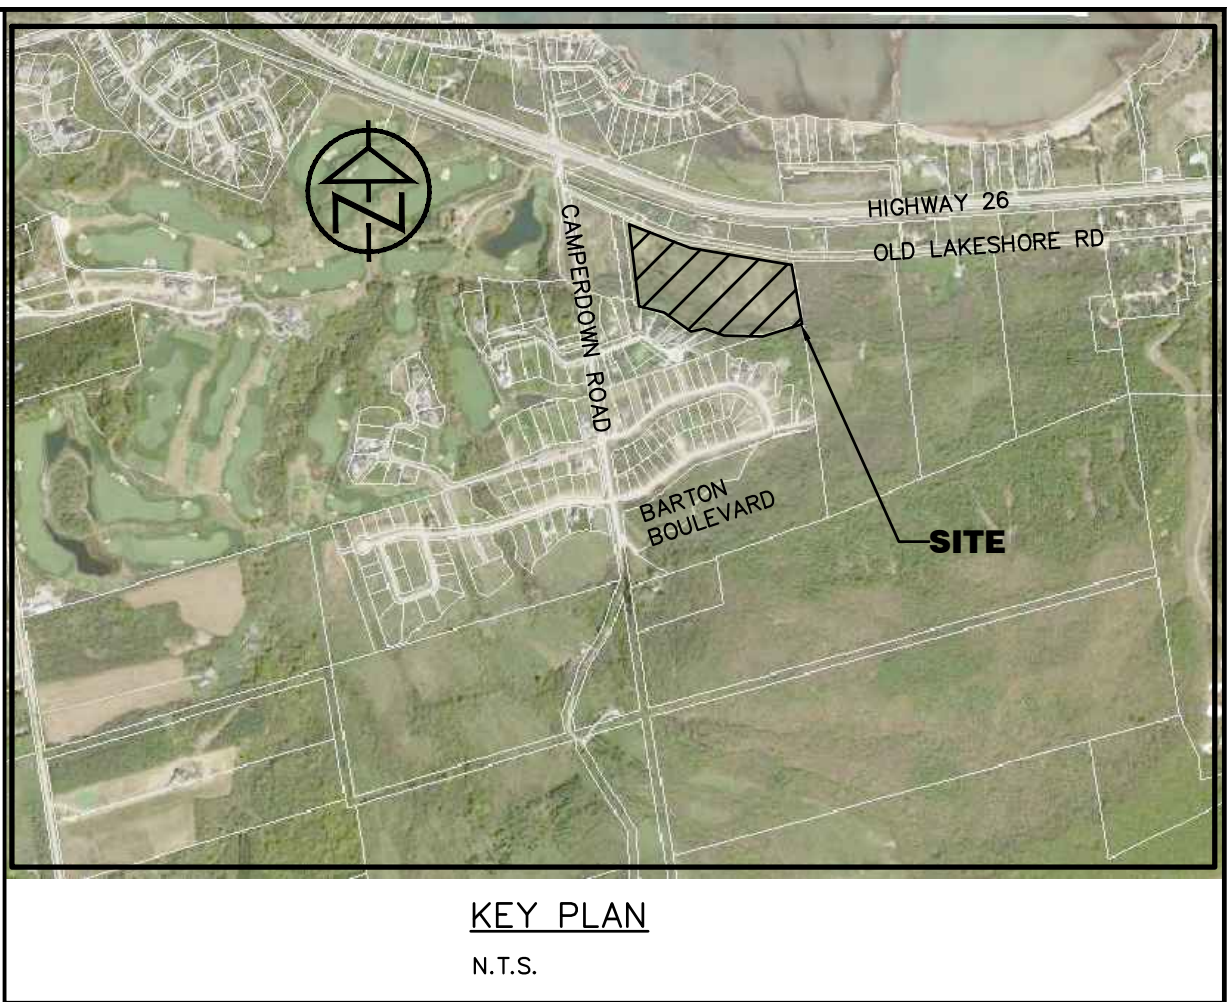 N
HIGHWAY 26
OLD LAKESHORE RD
CAMPERDOWN ROAD
BARTON
BOULEVARD
SITE
KEY PLAN
N.T.S.